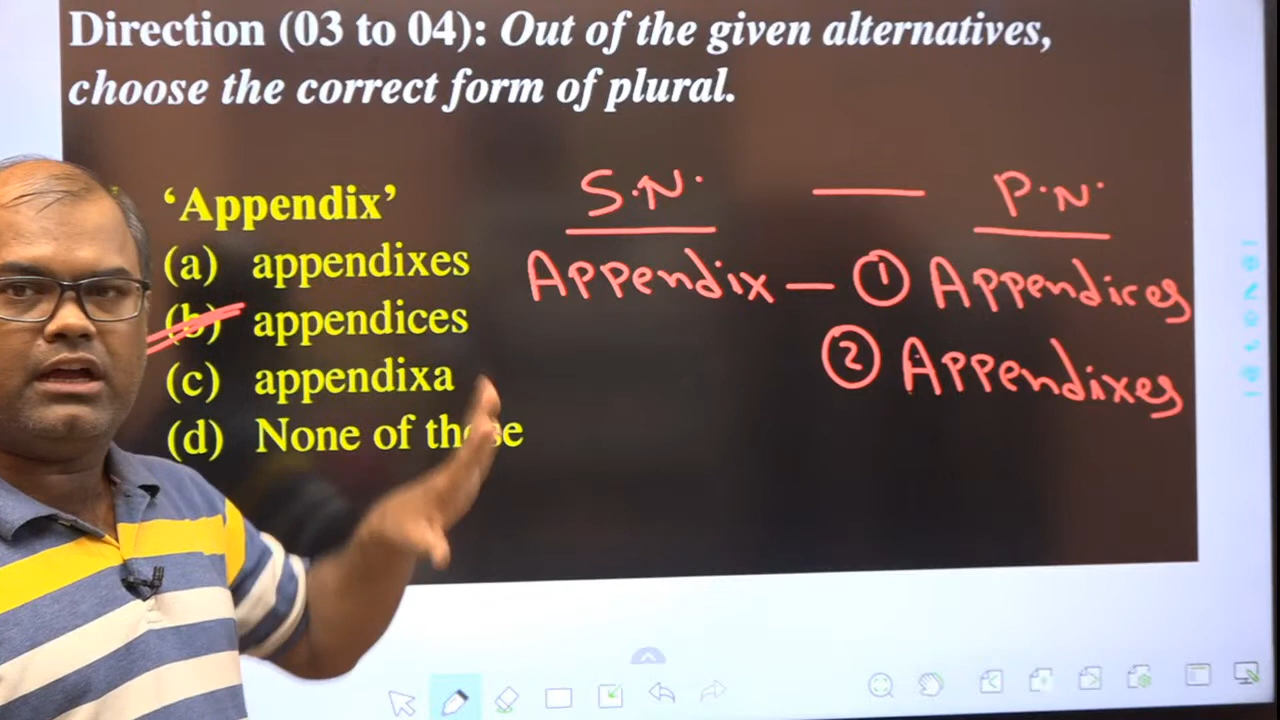 Direction (03 to 04): Out of the given alternatives,
choose the correct form of plural.
'Appendix'
(a) appendixes
(b) appendices
(c) appendixa
(d) None of these
S.N. — P.N.
Appendix — ① Appendices
② Appendixes